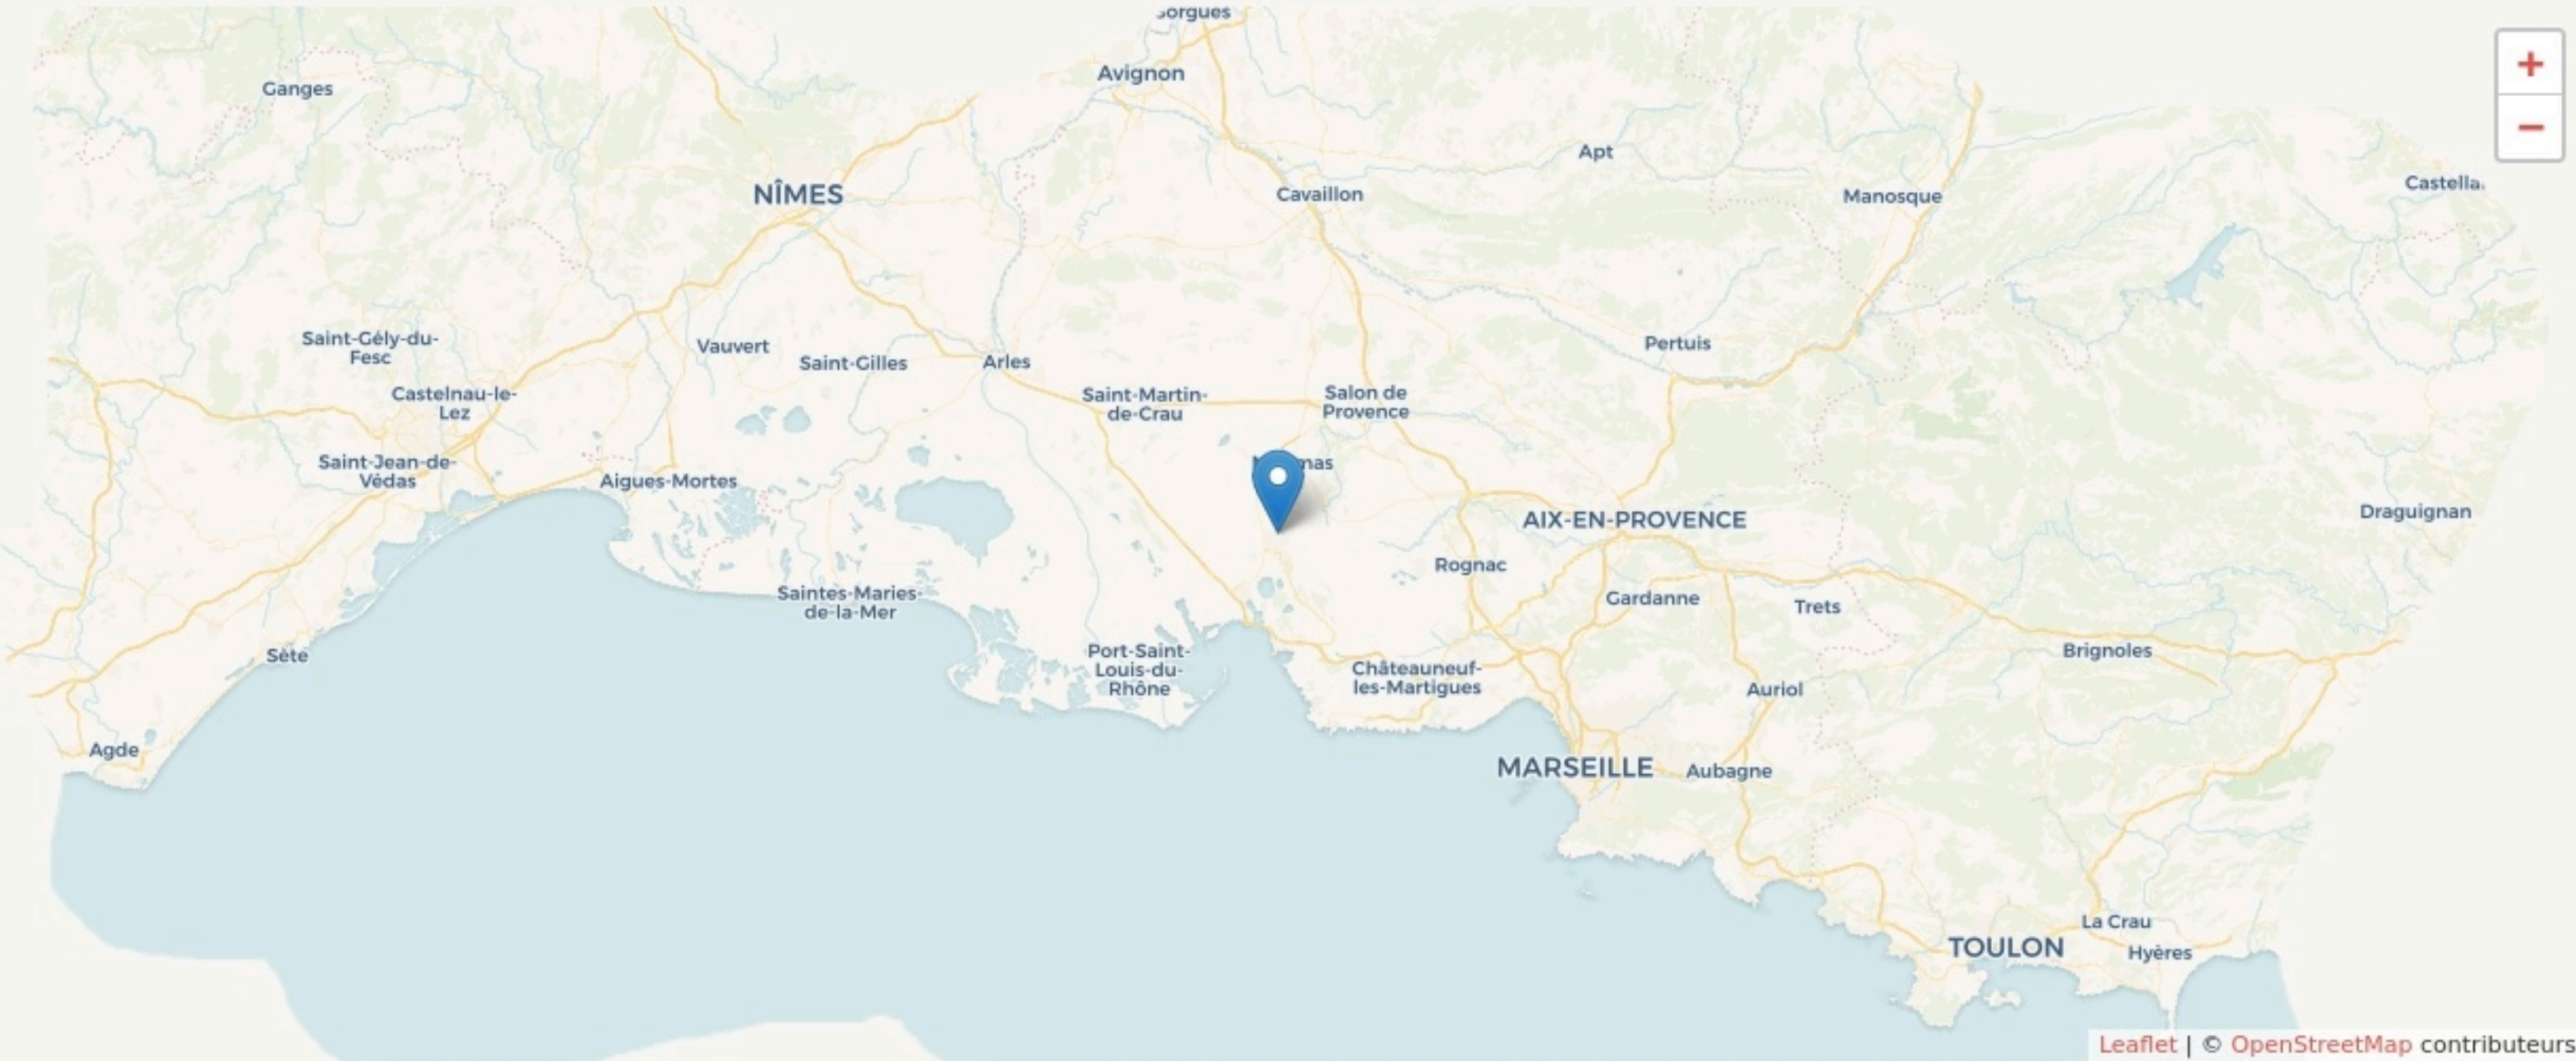 Avignon
Ganges
Apt
Castella
NÎMES
Cavaillon
Manosque
Saint-Gély-du-
Fesc
Vauvert
Saint-Gilles
Arles
Pertuis
Castelnau-le-
Lez
Saint-Martin-
de-Crau
Salon de
Provence
Saint-Jean-de-
Védas
Aigues-Mortes
AIX-EN-PROVENCE
Draguignan
Rognac
Saintes-Maries-
de-la-Mer
Gardanne
Trets
Sète
Port-Saint-
Louis-du-
Rhône
Châteauneuf-
les-Martigues
Brignoles
Auriol
Agde
MARSEILLE
Aubagne
La Crau
TOULON
Hyères
+
−
Leaflet | © OpenStreetMap contributeurs